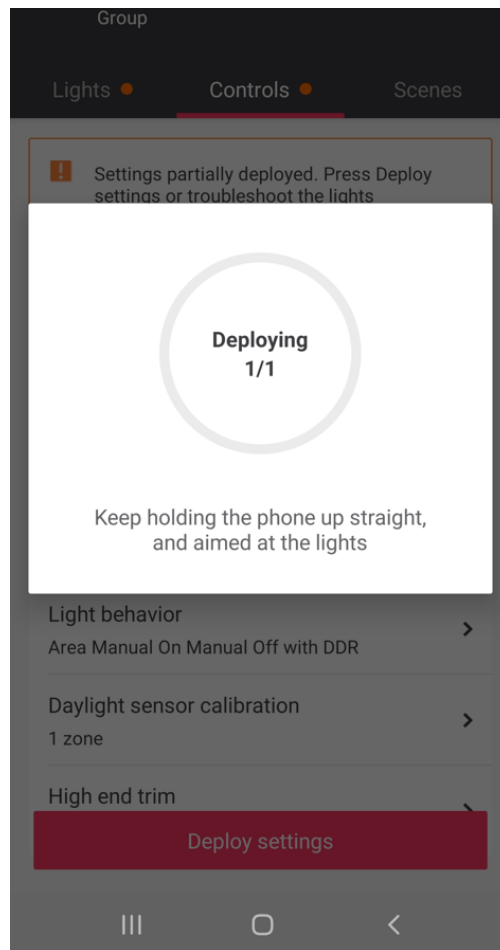 Group
Lights
Controls
Scenes
Settings partially deployed. Press Deploy
settings or troubleshoot the lights
Deploying
1/1
Keep holding the phone up straight,
and aimed at the lights
Light behavior
Area Manual On Manual Off with DDR
Daylight sensor calibration
1 zone
High end trim
Deploy settings